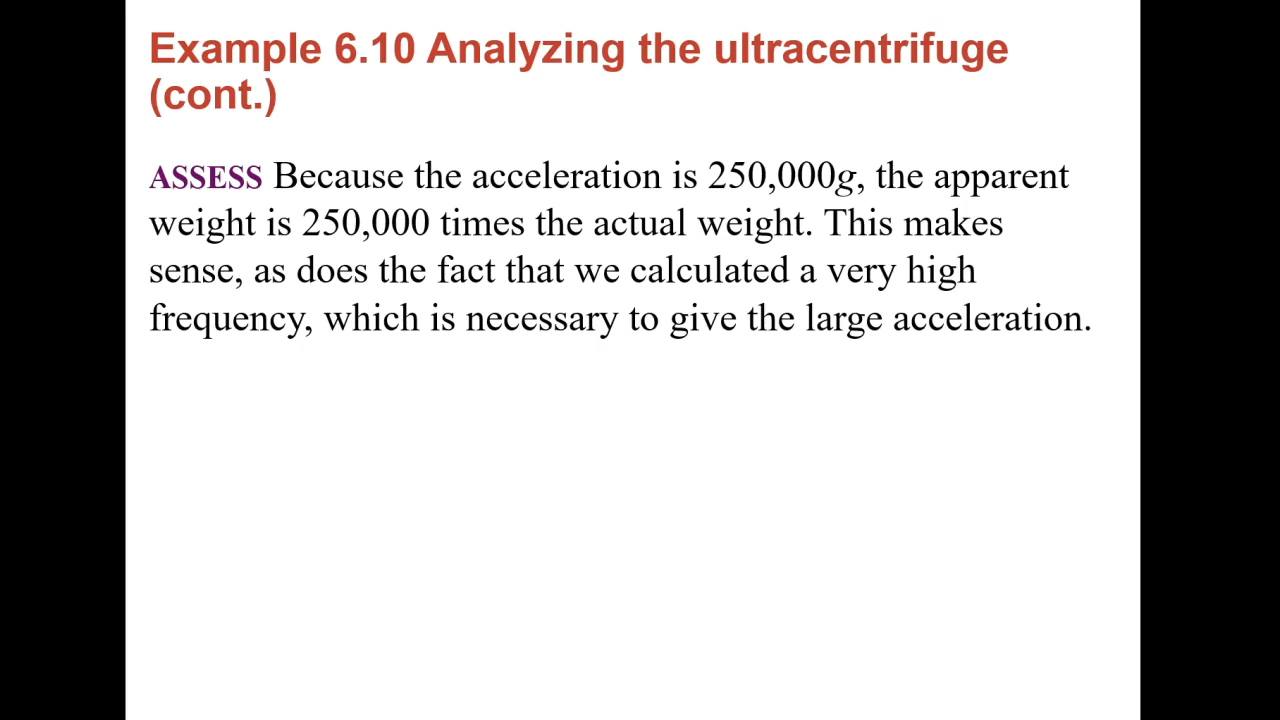 Example 6.10 Analyzing the ultracentrifuge
(cont.)
ASSESS Because the acceleration is 250,000g, the apparent
weight is 250,000 times the actual weight. This makes
sense, as does the fact that we calculated a very high
frequency, which is necessary to give the large acceleration.